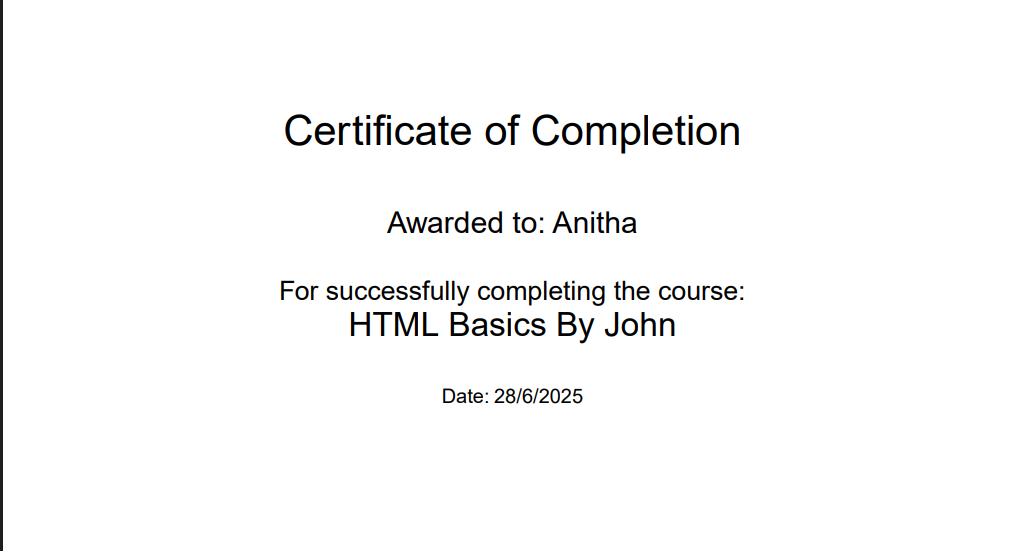 Certificate of Completion
Awarded to: Anitha
For successfully completing the course:
HTML Basics By John
Date: 28/6/2025